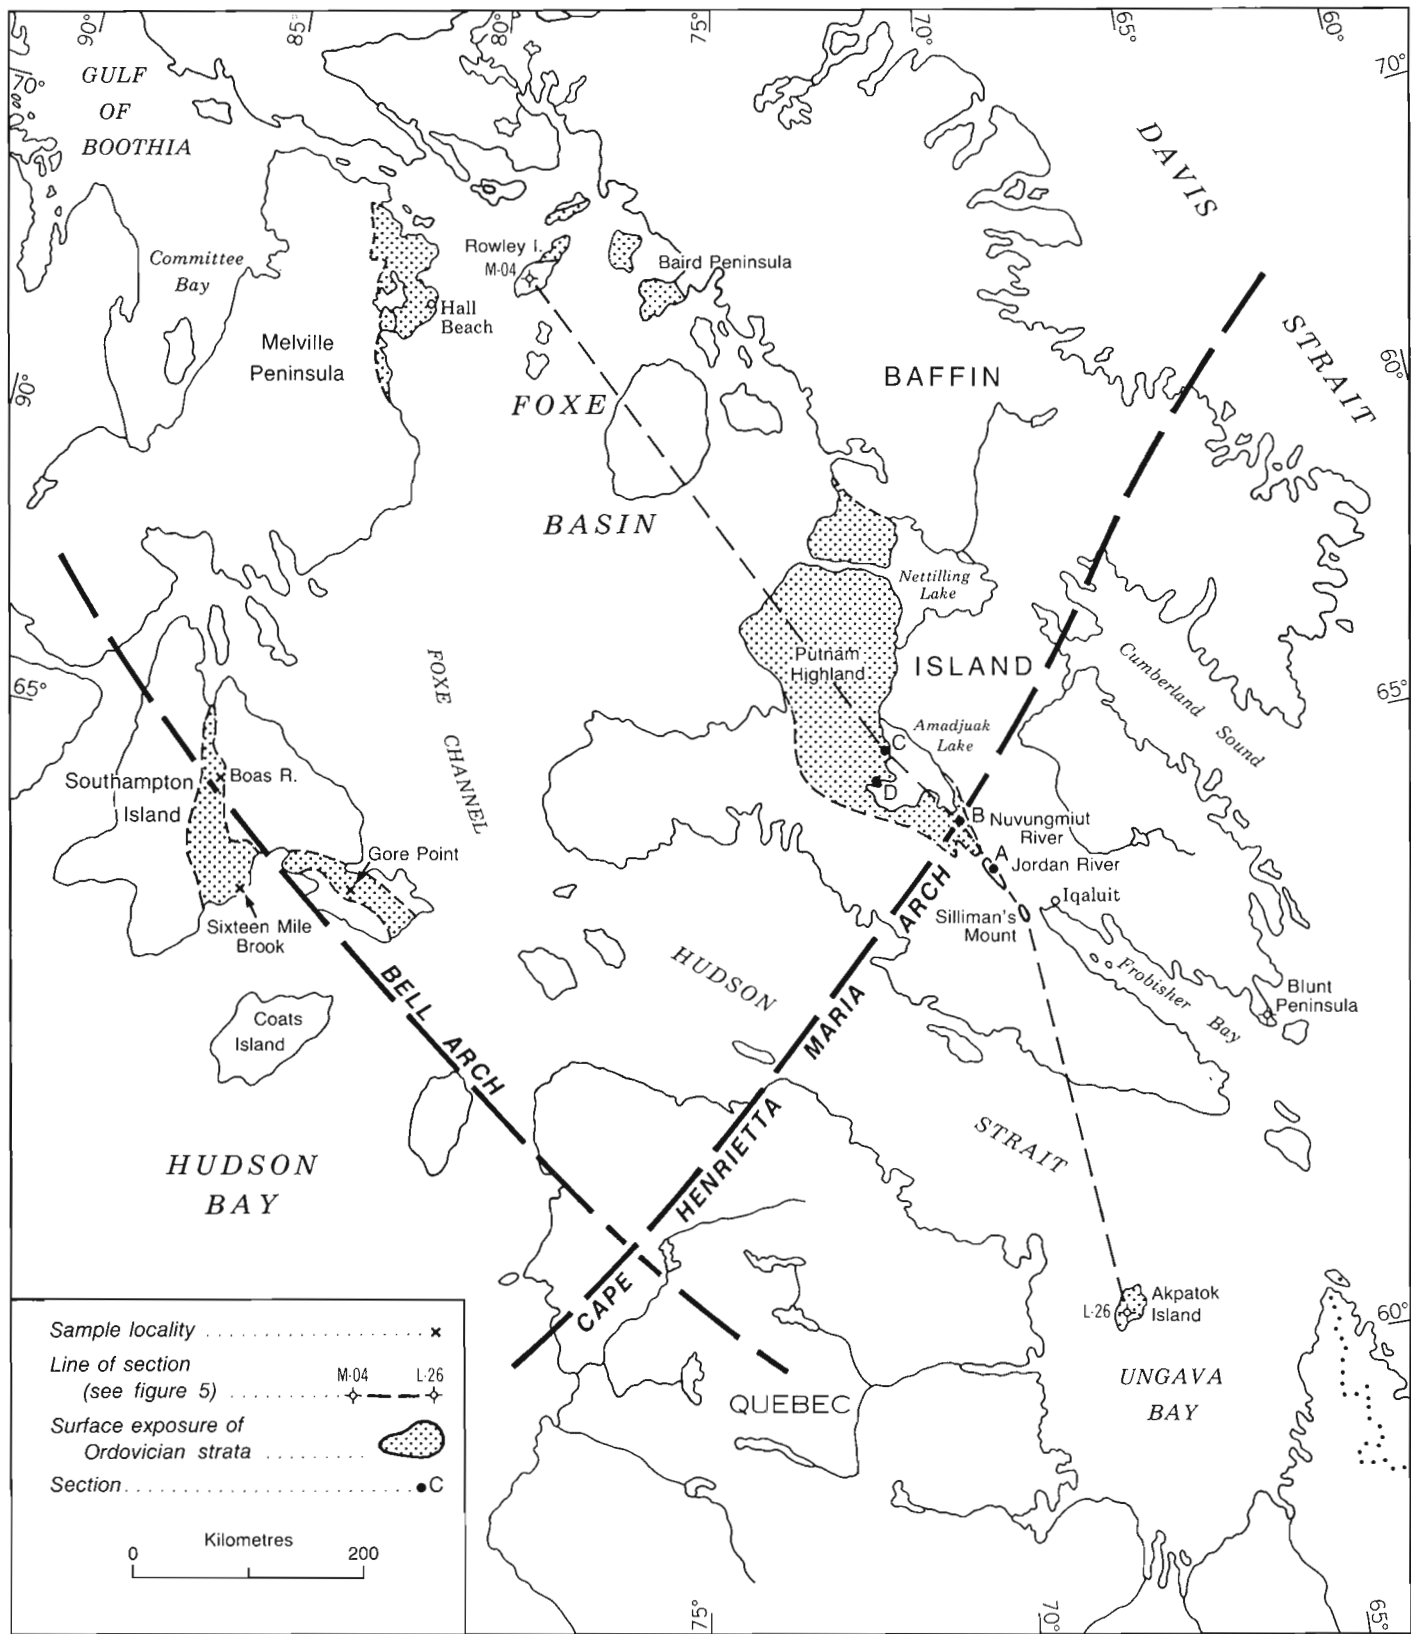 90°
85°
80°
75°
70°
65°
60°
70°
70°
GULF
OF
BOOTHIA
DAVIS
STRAIT
Committee
Bay
Rowley I.
M-04
Baird Peninsula
Hall
Beach
Melville
Peninsula
90°
60°
FOXE
BASIN
BAFFIN
ISLAND
Nettilling
Lake
Putnam
Highland
Cumberland
Sound
65°
65°
FOXE
CHANNEL
Amadjuak
Lake
C
D
B
Nuvungmiut
River
A
Jordan River
Southampton
Island
Boas R.
Gore Point
Sixteen Mile
Brook
Iqaluit
Silliman's
Mount
Frobisher
Bay
Blunt
Peninsula
HUDSON
STRAIT
Coats
Island
BELL ARCH
CAPE HENRIETTA MARIA ARCH
HUDSON
BAY
L-26
Akpatok
Island
60°
UNGAVA
BAY
QUEBEC
Sample locality
Line of section
(see figure 5)
M-04
L-26
Surface exposure of
Ordovician strata
Section
C
Kilometres
0
200
75°
70°
65°